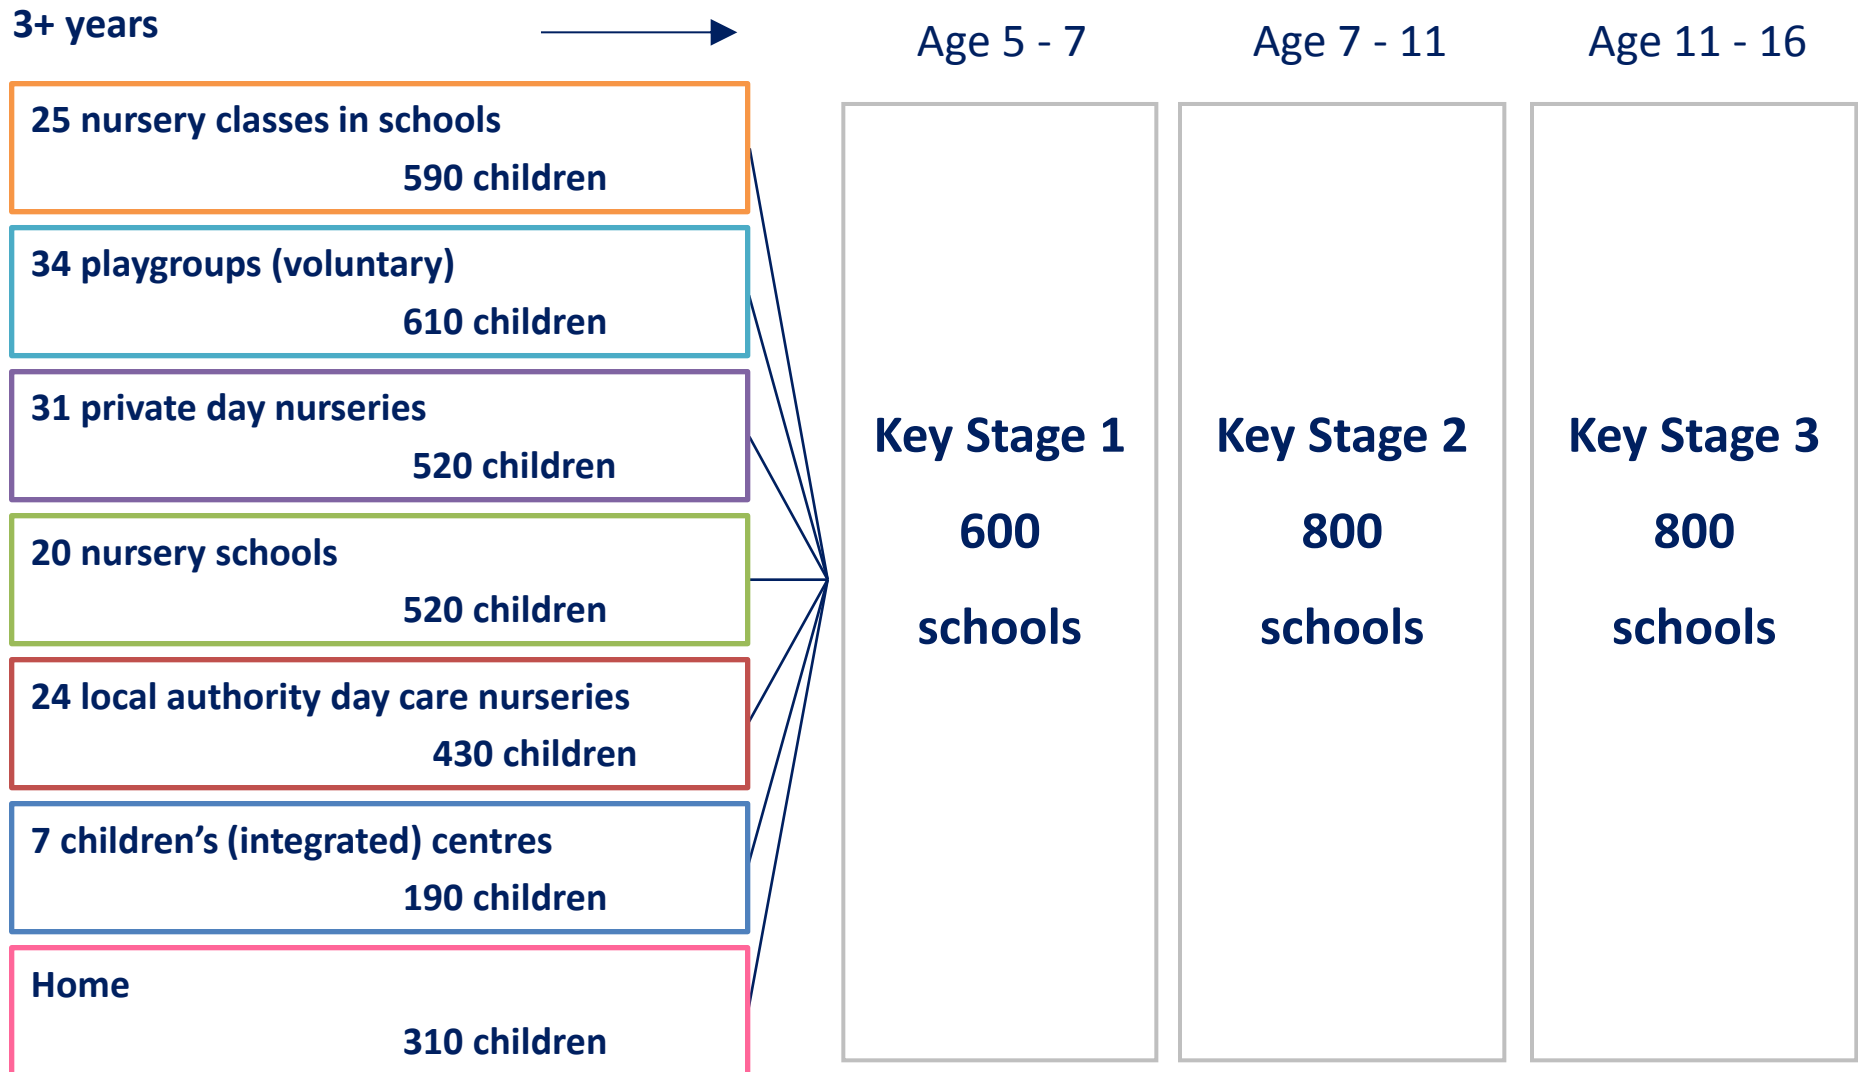 3+ years
25 nursery classes in schools
590 children
34 playgroups (voluntary)
610 children
31 private day nurseries
520 children
20 nursery schools
520 children
24 local authority day care nurseries
430 children
7 children’s (integrated) centres
190 children
Home
310 children
Age 5 - 7
Key Stage 1
600
schools
Age 7 - 11
Key Stage 2
800
schools
Age 11 - 16
Key Stage 3
800
schools